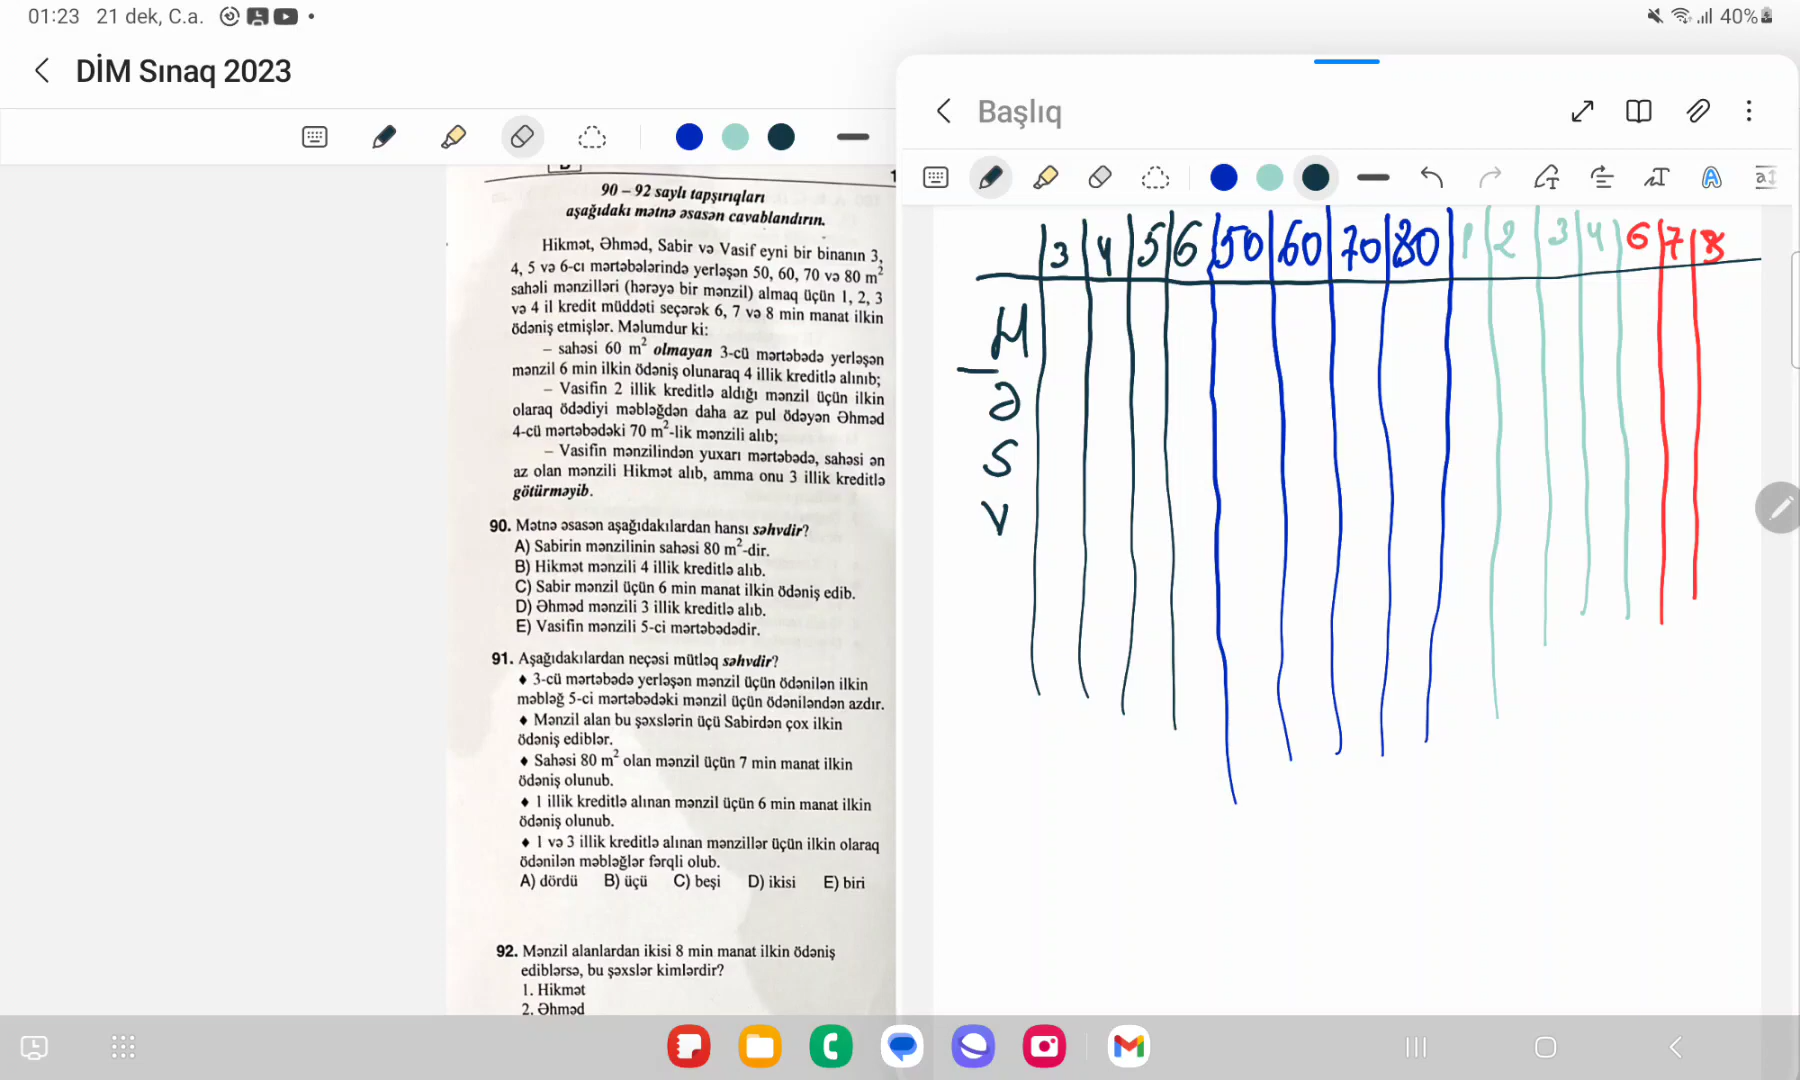 01:23 21 dek, C.a.
40%
DİM Sınaq 2023
Başlıq
90 – 92 saylı tapşırıqları
aşağıdakı mətnə əsasən cavablandırın.
Hikmət, Əhməd, Sabir və Vasif eyni bir binanın 3,
4, 5 və 6-cı mərtəbələrində yerləşən 50, 60, 70 və 80 m²
sahəli mənzilləri (hərəyə bir mənzil) almaq üçün 1, 2, 3
və 4 il kredit müddəti seçərək 6, 7 və 8 min manat ilkin
ödəniş etmişlər. Məlumdur ki:
– sahəsi 60 m² olmayan 3-cü mərtəbədə yerləşən
mənzil 6 min ilkin ödəniş olunaraq 4 illik kreditlə alınıb;
– Vasifin 2 illik kreditlə aldığı mənzil üçün ilkin
olaraq ödədiyi məbləğdən daha az pul ödəyən Əhməd
4-cü mərtəbədəki 70 m²-lik mənzili alıb;
– Vasifin mənzilindən yuxarı mərtəbədə, sahəsi ən
az olan mənzili Hikmət alıb, amma onu 3 illik kreditlə
götürməyib.
90. Mətnə əsasən aşağıdakılardan hansı səhvdir?
A) Sabirin mənzilinin sahəsi 80 m²-dir.
B) Hikmət mənzili 4 illik kreditlə alıb.
C) Sabir mənzil üçün 6 min manat ilkin ödəniş edib.
D) Əhməd mənzili 3 illik kreditlə alıb.
E) Vasifin mənzili 5-ci mərtəbədədir.
91. Aşağıdakılardan neçəsi mütləq səhvdir?
♦ 3-cü mərtəbədə yerləşən mənzil üçün ödənilən ilkin
məbləğ 5-ci mərtəbədəki mənzil üçün ödəniləndən azdır.
♦ Mənzil alan bu şəxslərin üçü Sabirdən çox ilkin
ödəniş ediblər.
♦ Sahəsi 80 m² olan mənzil üçün 7 min manat ilkin
ödəniş olunub.
♦ 1 illik kreditlə alınan mənzil üçün 6 min manat ilkin
ödəniş olunub.
♦ 1 və 3 illik kreditlə alınan mənzillər üçün ilkin olaraq
ödənilən məbləğlər fərqli olub.
A) dördü B) üçü C) beşi D) ikisi E) biri
92. Mənzil alanlardan ikisi 8 min manat ilkin ödəniş
ediblərsə, bu şəxslər kimlərdir?
1. Hikmət
2. Əhməd
3 4 5 6 50 60 70 80 1 2 3 4 6 7 8
H
Ə
S
V